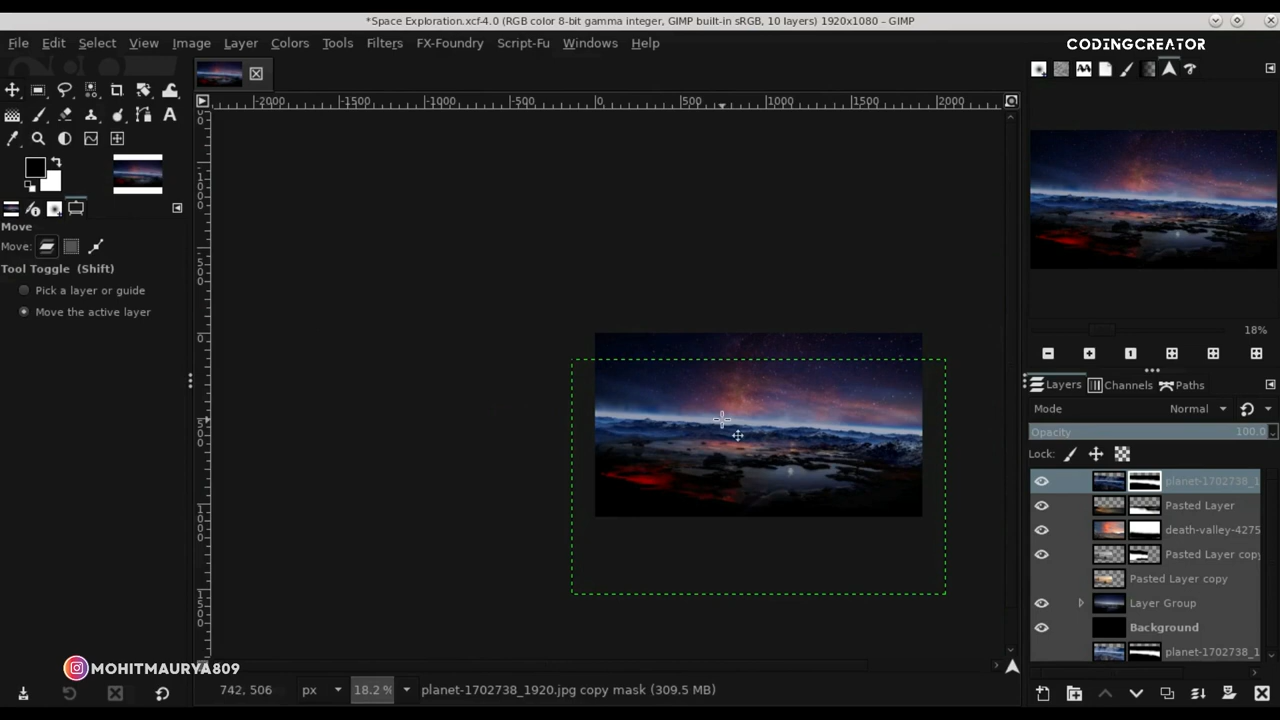 *Space Exploration.xcf-4.0 (RGB color 8-bit gamma integer, GIMP built-in sRGB, 10 layers) 1920x1080 – GIMP
File Edit Select View Image Layer Colors Tools Filters FX-Foundry Script-Fu Windows Help
CODINGCREATOR
-2000 -1500 -1000 -500 0 500 1000 1500 2000
Move
Move:
Tool Toggle (Shift)
Pick a layer or guide
Move the active layer
18%
Layers Channels Paths
Mode Normal
Opacity 100.0
Lock:
planet-1702738_1
Pasted Layer
death-valley-4275
Pasted Layer copy
Pasted Layer copy
Layer Group
Background
planet-1702738_1
MOHITMAURYA809
742, 506 px 18.2 % planet-1702738_1920.jpg copy mask (309.5 MB)